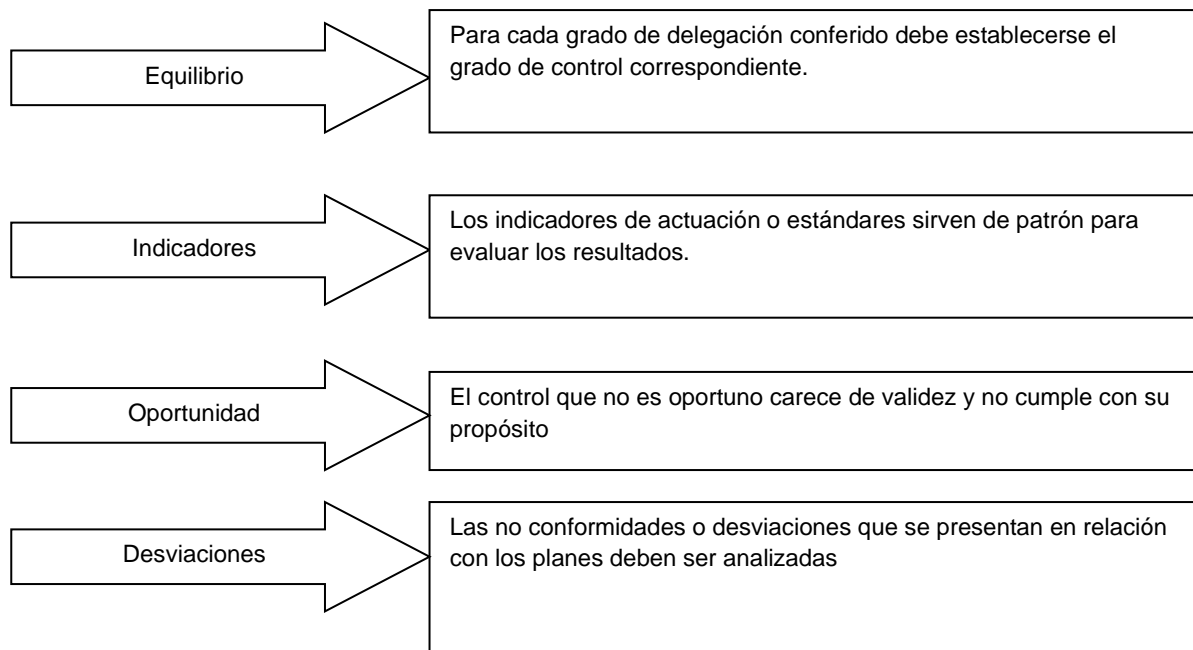 Equilibrio
Para cada grado de delegación conferido debe establecerse el
grado de control correspondiente.
Indicadores
Los indicadores de actuación o estándares sirven de patrón para
evaluar los resultados.
Oportunidad
El control que no es oportuno carece de validez y no cumple con su
propósito
Desviaciones
Las no conformidades o desviaciones que se presentan en relación
con los planes deben ser analizadas